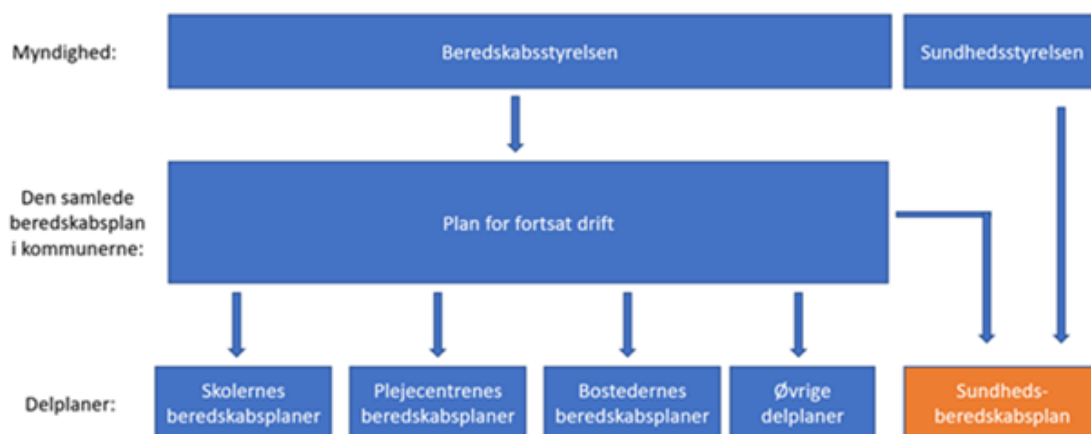 Myndighed:
Beredskabsstyrelsen
Sundhedsstyrelsen
Den samlede
beredskabsplan
i kommunerne:
Plan for fortsat drift
Delplaner:
Skolernes
beredskabsplaner
Plejecentrenes
beredskabsplaner
Bostedernes
beredskabsplaner
Øvrige
delplaner
Sundheds-
beredskabsplan